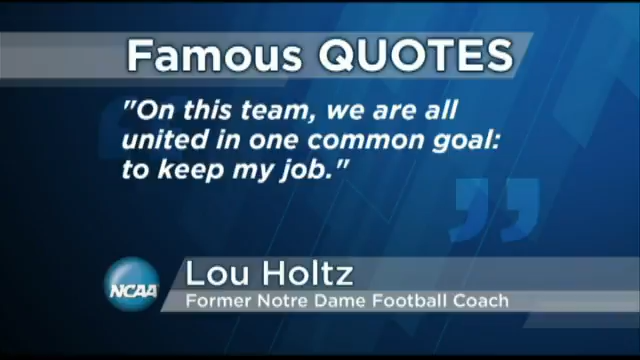 Famous QUOTES
"On this team, we are all
united in one common goal:
to keep my job."
NCAA
Lou Holtz
Former Notre Dame Football Coach